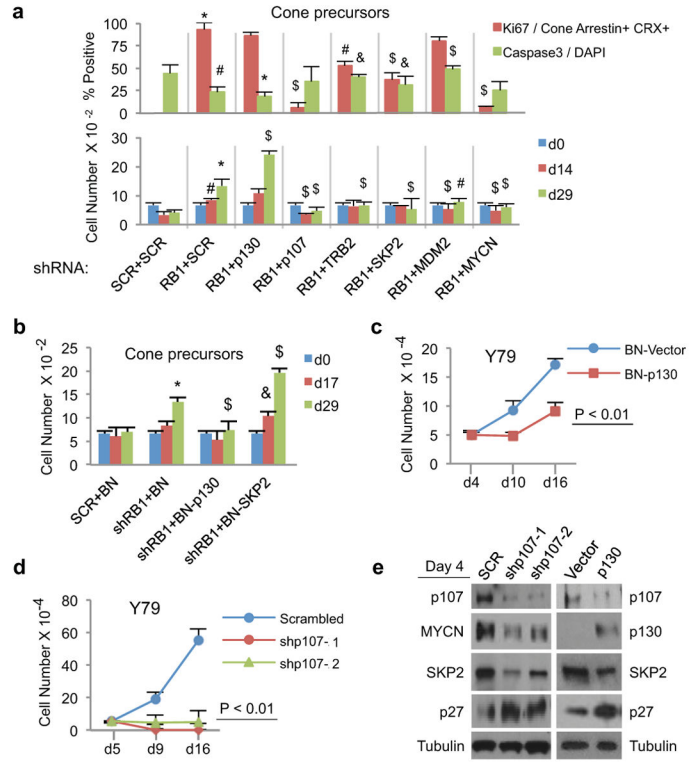 a
Cone precursors
Ki67 / Cone Arrestin+ CRX+
Caspase3 / DAPI
% Positive
100
75
50
25
0
* # * $ # & $ & $ $
Cell Number X 10 -2
30
20
10
0
d0
d14
d29
# * $ $ $ $ $ $ # $ $
shRNA:
SCR+SCR
RB1+SCR
RB1+p130
RB1+p107
RB1+TRB2
RB1+SKP2
RB1+MDM2
RB1+MYCN
b
Cone precursors
Cell Number X 10 -2
25
20
15
10
5
0
d0
d17
d29
* $ & $
SCR+BN
shRB1+BN
shRB1+BN-p130
shRB1+BN-SKP2
c
Y79
BN-Vector
BN-p130
P < 0.01
Cell Number X 10 -4
20
15
10
5
0
d4 d10 d16
d
Y79
Scrambled
shp107- 1
shp107- 2
P < 0.01
Cell Number X 10 -4
80
60
40
20
0
d5 d9 d16
e
Day 4
SCR shp107-1 shp107-2 Vector p130
p107 p107
MYCN p130
SKP2 SKP2
p27 p27
Tubulin Tubulin